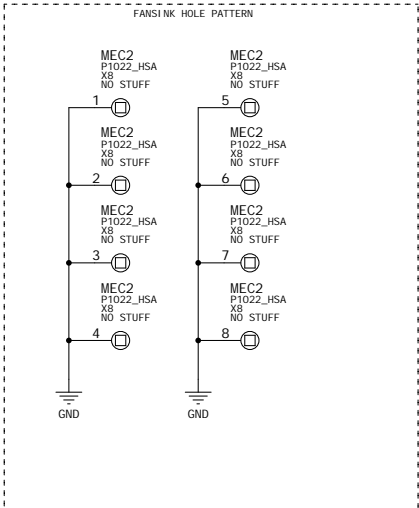 FANSINK HOLE PATTERN
MEC2
P1022_HSA
X8
NO STUFF
1
MEC2
P1022_HSA
X8
NO STUFF
2
MEC2
P1022_HSA
X8
NO STUFF
3
MEC2
P1022_HSA
X8
NO STUFF
4
GND
MEC2
P1022_HSA
X8
NO STUFF
5
MEC2
P1022_HSA
X8
NO STUFF
6
MEC2
P1022_HSA
X8
NO STUFF
7
MEC2
P1022_HSA
X8
NO STUFF
8
GND